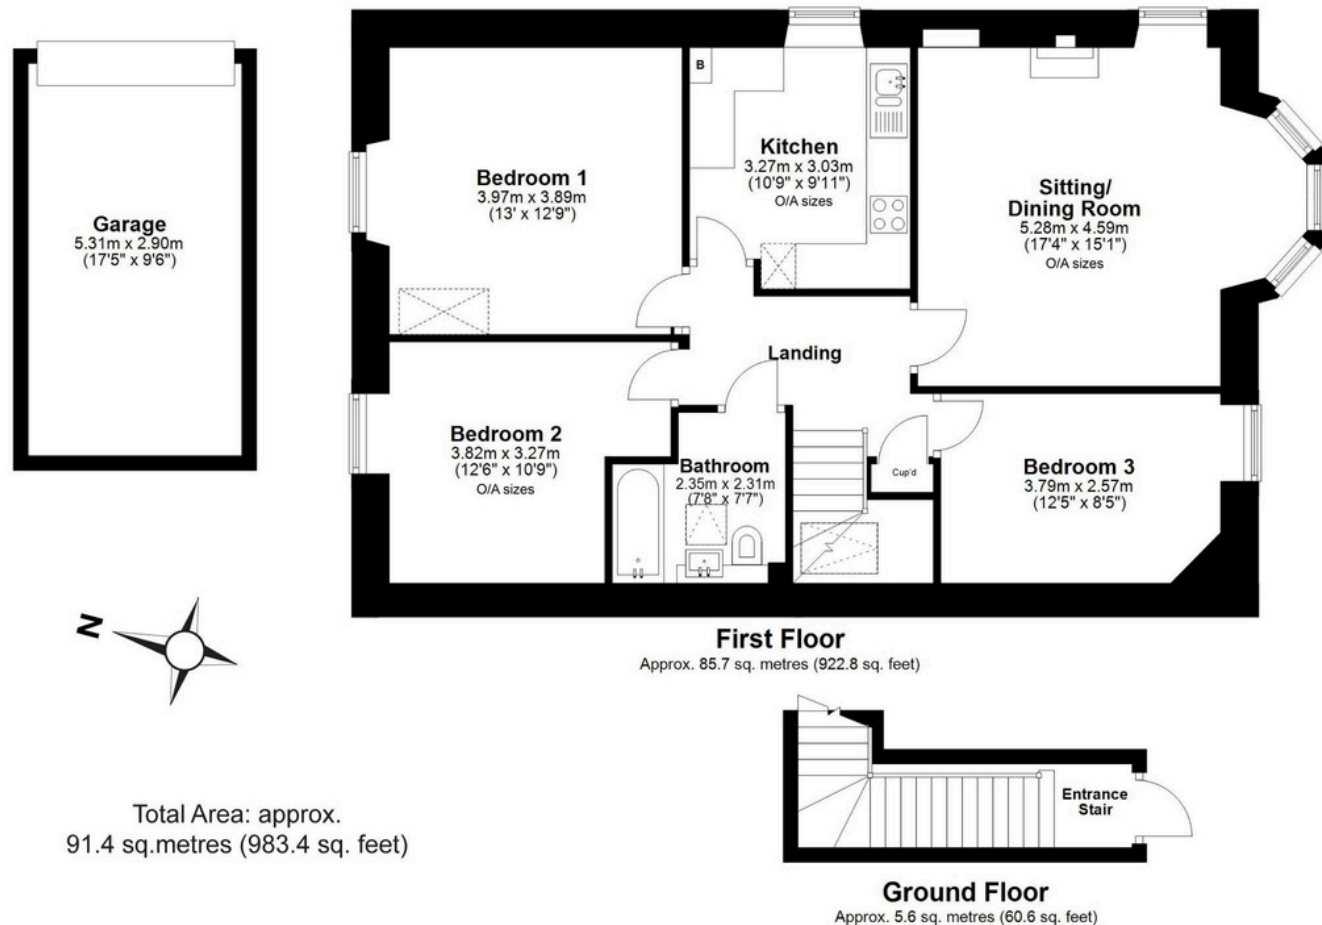 Garage
5.31m x 2.90m
(17'5" x 9'6")
Bedroom 1
3.97m x 3.89m
(13' x 12'9")
B
Kitchen
3.27m x 3.03m
(10'9" x 9'11")
O/A sizes
Sitting/
Dining Room
5.28m x 4.59m
(17'4" x 15'1")
O/A sizes
Landing
Bedroom 2
3.82m x 3.27m
(12'6" x 10'9")
O/A sizes
Bathroom
2.35m x 2.31m
(7'8" x 7'7")
Cup'd
Bedroom 3
3.79m x 2.57m
(12'5" x 8'5")
N
First Floor
Approx. 85.7 sq. metres (922.8 sq. feet)
Entrance
Stair
Total Area: approx.
91.4 sq.metres (983.4 sq. feet)
Ground Floor
Approx. 5.6 sq. metres (60.6 sq. feet)